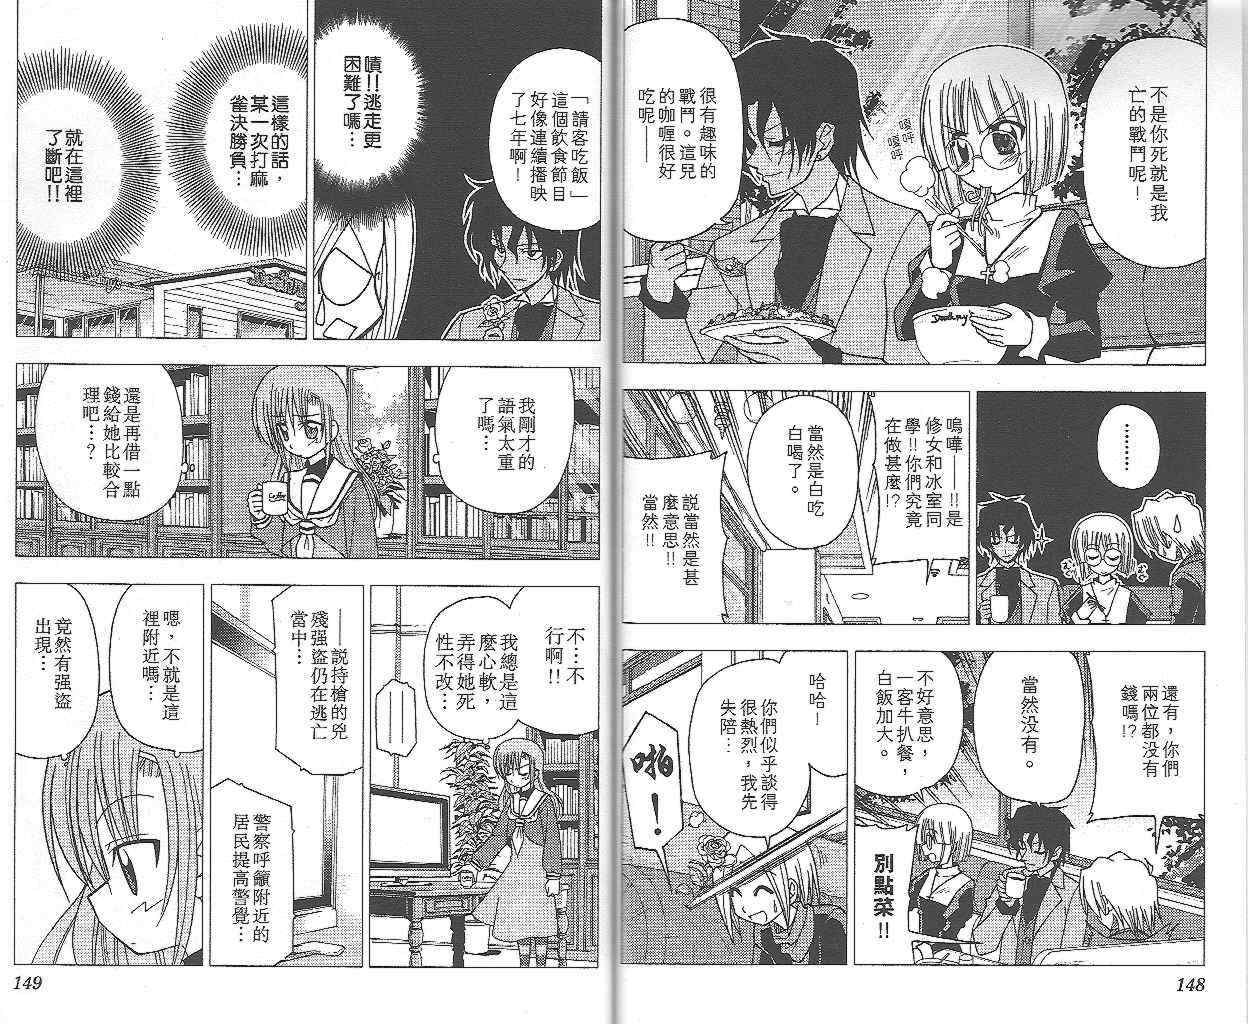 不是你死就是我
亡的戰鬥呢！
嘎呼
嘎呼
很有趣味的
戰鬥。這兒
的咖喱很好
吃呢——
………
嗚嘩——!!是
修女和冰室同
學!!你們究竟
在做甚麼!?
當然是白吃
白喝了。
說當然是甚
麼意思!!
當然!!
還有，你們
兩位都没有
錢嗎!?
當然没有。
不好意思，
一客牛扒餐，
白飯加大。
別點菜!!
哈哈！
你們似乎談得
很熱烈，我先
失陪…
啪！
148
「請客吃飯」
這個飲食節目
好像連續播映
了七年啊！
嘖!!逃走更
困難了嗎…
這樣的話，
某一次打麻
雀決勝負…
就在這裡
了斷吧!!
我剛才的
語氣太重
了嗎…
Coffee
還是再借一點
錢給她比較合
理吧…?
不…不
行啊!!
我總是這
麼心軟，
弄得她死
性不改…
——
——說持槍的兇
殘强盜仍在逃亡
當中…
警察呼籲附近的
居民提高警覺…
嗯，不就是這
裡附近嗎…
竟然有强盜
出現…
149